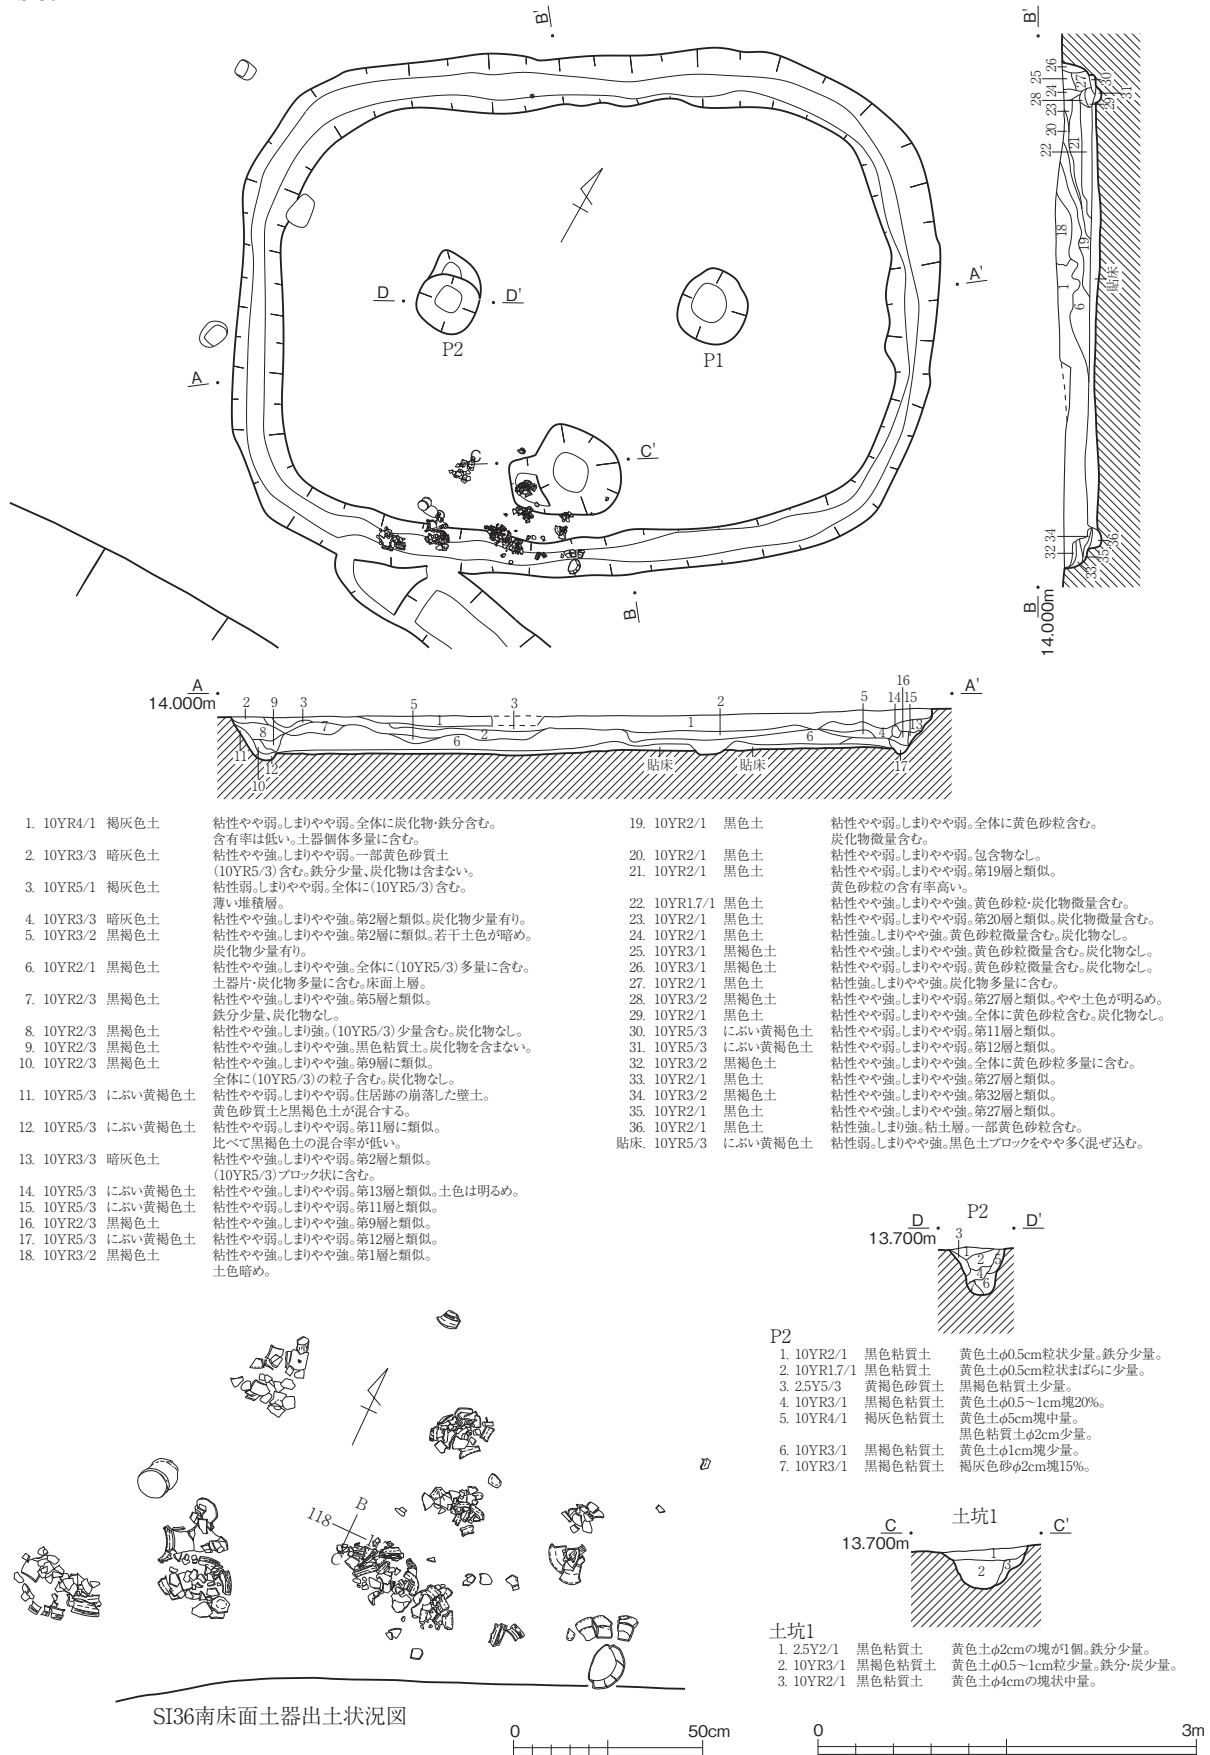 B'
B'
26
25
27
30
24
31
28
29
23
20
21
22
18
19
貼床
1
6
A'
D
D'
P2
P1
A
C
C'
34
32
36
35
33
B
B
14.000m
A
14.000m
A'
2 9 3 5 1 3 2 5 14 16 15
8 7 2 6 1 6 4 13
11 12 10 貼床 貼床 17
1. 10YR4/1 褐灰色土 粘性やや弱。しまりやや弱。全体に炭化物・鉄分含む。
含有率は低い。土器個体多量に含む。
2. 10YR3/3 暗灰色土 粘性やや強。しまりやや弱。一部黄色砂質土
(10YR5/3)含む。鉄分少量、炭化物は含まない。
3. 10YR5/1 褐灰色土 粘性弱。しまりやや弱。全体に(10YR5/3)含む。
薄い堆積層。
4. 10YR3/3 暗灰色土 粘性やや強。しまりやや強。第2層と類似。炭化物少量有り。
5. 10YR3/2 黒褐色土 粘性やや強。しまりやや強。第2層に類似。若干土色が暗め。
炭化物少量有り。
6. 10YR2/1 黒褐色土 粘性やや強。しまりやや強。全体に(10YR5/3)多量に含む。
土器片・炭化物多量に含む。床面上層。
7. 10YR2/3 黒褐色土 粘性やや強。しまりやや強。第5層と類似。
鉄分少量、炭化物なし。
8. 10YR2/3 黒褐色土 粘性やや強。しまり強。(10YR5/3)少量含む。炭化物なし。
9. 10YR2/3 黒褐色土 粘性やや強。しまりやや強。黒色粘質土。炭化物を含まない。
10. 10YR2/3 黒褐色土 粘性やや強。しまりやや強。第9層に類似。
全体に(10YR5/3)の粒子含む。炭化物なし。
11. 10YR5/3 にぶい黄褐色土 粘性やや弱。しまりやや弱。住居跡の崩落した壁土。
黄色砂質土と黒褐色土が混合する。
12. 10YR5/3 にぶい黄褐色土 粘性やや弱。しまりやや弱。第11層に類似。
比べて黒褐色土の混合率が低い。
13. 10YR3/3 暗灰色土 粘性やや強。しまりやや弱。第2層と類似。
(10YR5/3)ブロック状に含む。
14. 10YR5/3 にぶい黄褐色土 粘性やや強。しまりやや弱。第13層と類似。土色は明るめ。
15. 10YR5/3 にぶい黄褐色土 粘性やや弱。しまりやや弱。第11層と類似。
16. 10YR2/3 黒褐色土 粘性やや強。しまりやや強。第9層と類似。
17. 10YR5/3 にぶい黄褐色土 粘性やや弱。しまりやや弱。第12層と類似。
18. 10YR3/2 黒褐色土 粘性やや強。しまりやや強。第1層と類似。
土色暗め。
19. 10YR2/1 黒色土 粘性やや弱。しまりやや弱。全体に黄色砂粒含む。
炭化物微量含む。
20. 10YR2/1 黒色土 粘性やや弱。しまりやや弱。包含物なし。
21. 10YR2/1 黒色土 粘性やや弱。しまりやや弱。第19層と類似。
黄色砂粒の含有率高い。
22. 10YR1.7/1 黒色土 粘性やや強。しまりやや強。黄色砂粒・炭化物微量含む。
23. 10YR2/1 黒色土 粘性やや弱。しまりやや弱。第20層と類似。炭化物微量含む。
24. 10YR2/1 黒色土 粘性強。しまりやや強。黄色砂粒微量含む。炭化物なし。
25. 10YR3/1 黒褐色土 粘性やや強。しまりやや強。黄色砂粒微量含む。炭化物なし。
26. 10YR3/1 黒褐色土 粘性やや弱。しまりやや弱。黄色砂粒微量含む。炭化物なし。
27. 10YR2/1 黒色土 粘性強。しまりやや強。炭化物多量に含む。
28. 10YR3/2 黒褐色土 粘性やや強。しまりやや弱。第27層と類似。やや土色が明るめ。
29. 10YR2/1 黒色土 粘性やや強。しまりやや強。全体に黄色砂粒含む。炭化物なし。
30. 10YR5/3 にぶい黄褐色土 粘性やや弱。しまりやや弱。第11層と類似。
31. 10YR5/3 にぶい黄褐色土 粘性やや弱。しまりやや弱。第12層と類似。
32. 10YR3/2 黒褐色土 粘性やや強。しまりやや強。全体に黄色砂粒多量に含む。
33. 10YR2/1 黒色土 粘性やや強。しまりやや強。第27層と類似。
34. 10YR3/2 黒褐色土 粘性やや強。しまりやや強。第32層と類似。
35. 10YR2/1 黒色土 粘性やや強。しまりやや強。第27層と類似。
36. 10YR2/1 黒色土 粘性強。しまり強。粘土層。一部黄色砂粒含む。
貼床. 10YR5/3 にぶい黄褐色土 粘性弱。しまりやや強。黒色土ブロックをやや多く混ぜ込む。
D P2 D'
13.700m
3
1
2 5
4
6
P2
1. 10YR2/1 黒色粘質土 黄色土φ0.5cm粒状少量。鉄分少量。
2. 10YR1.7/1 黒色粘質土 黄色土φ0.5cm粒状まばらに少量。
3. 2.5Y5/3 黄褐色砂質土 黒褐色粘質土少量。
4. 10YR3/1 黒褐色粘質土 黄色土φ0.5～1cm塊20%。
5. 10YR4/1 褐灰色粘質土 黄色土φ5cm塊中量。
黒色粘質土φ2cm少量。
6. 10YR3/1 黒褐色粘質土 黄色土φ1cm塊少量。
7. 10YR3/1 黒褐色粘質土 褐灰色砂φ2cm塊15%。
C 土坑1 C'
13.700m
1
2 3
土坑1
1. 2.5Y2/1 黒色粘質土 黄色土φ2cmの塊が1個。鉄分少量。
2. 10YR3/1 黒褐色粘質土 黄色土φ0.5～1cm粒少量。鉄分・炭少量。
3. 10YR2/1 黒色粘質土 黄色土φ4cmの塊状中量。
B
118
C
SI36南床面土器出土状況図
0 50cm
0 3m